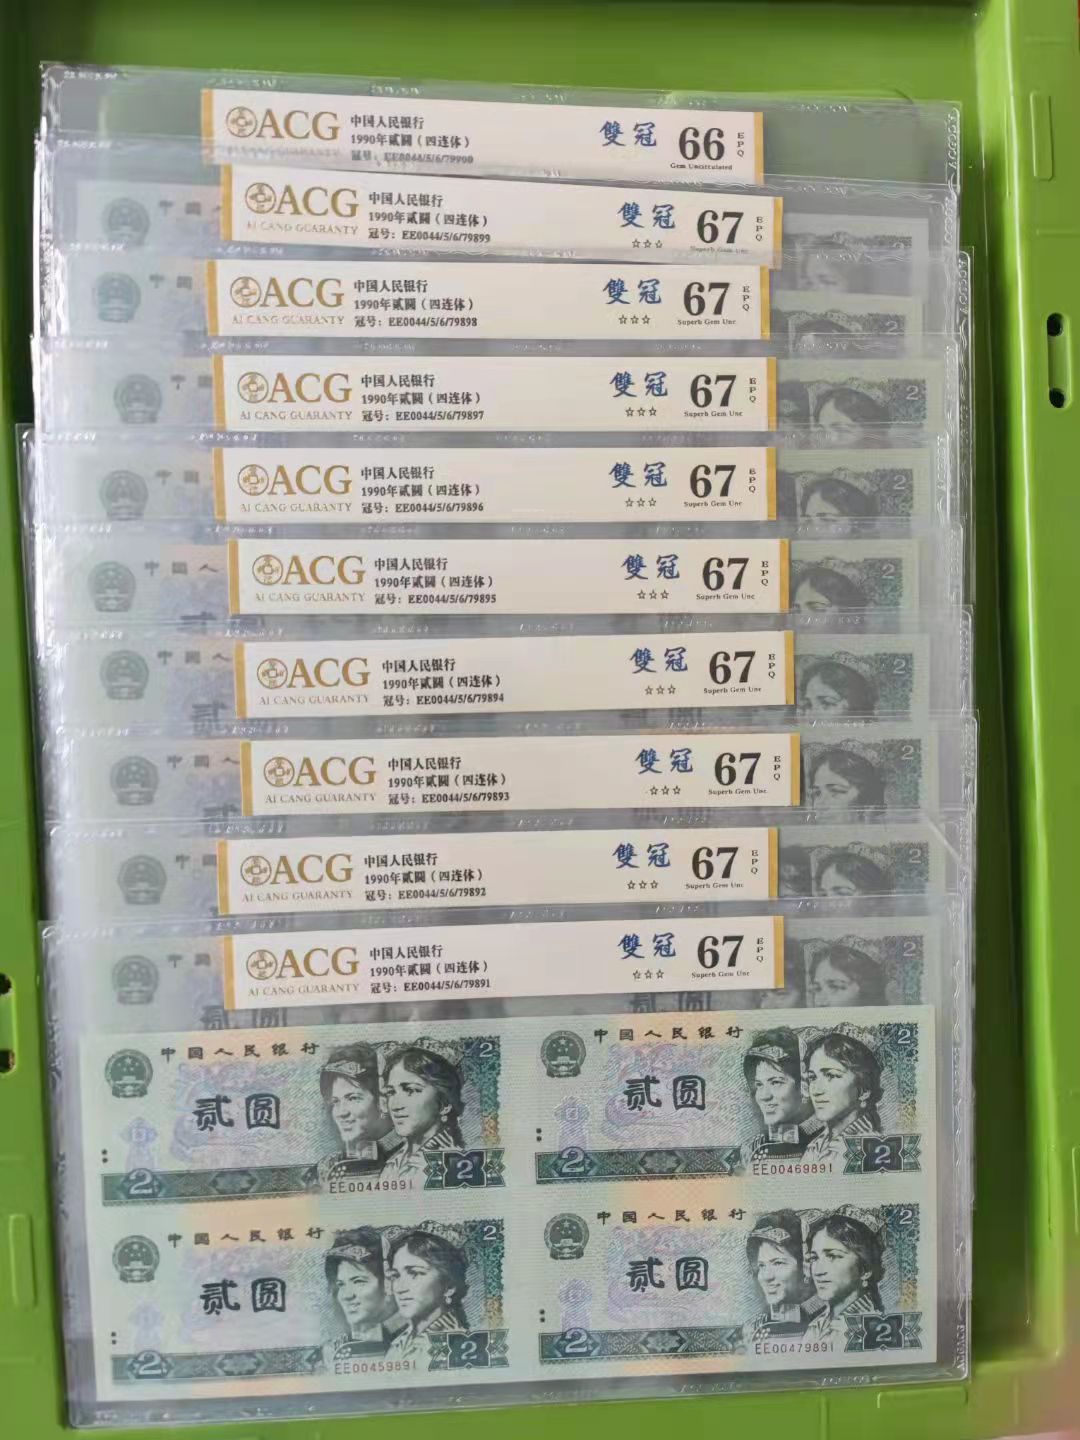 ACG 中国人民银行 雙冠 66 EPQ
1990年贰圆（四连体） Gem Uncirculated
AI CANG GUARANTY 冠号：EE0044/5/6/79900
ACG 中国人民银行 雙冠 67 EPQ
1990年贰圆（四连体）
AI CANG GUARANTY 冠号：EE0044/5/6/79899 ☆☆☆ Superb Gem Unc
ACG 中国人民银行 雙冠 67 EPQ
1990年贰圆（四连体）
AI CANG GUARANTY 冠号：EE0044/5/6/79898 ☆☆☆ Superb Gem Unc
ACG 中国人民银行 雙冠 67 EPQ
1990年贰圆（四连体）
AI CANG GUARANTY 冠号：EE0044/5/6/79897 ☆☆☆ Superb Gem Unc
ACG 中国人民银行 雙冠 67 EPQ
1990年贰圆（四连体）
AI CANG GUARANTY 冠号：EE0044/5/6/79896 ☆☆☆ Superb Gem Unc
ACG 中国人民银行 雙冠 67 EPQ
1990年贰圆（四连体）
AI CANG GUARANTY 冠号：EE0044/5/6/79895 ☆☆☆ Superb Gem Unc
ACG 中国人民银行 雙冠 67 EPQ
1990年贰圆（四连体）
AI CANG GUARANTY 冠号：EE0044/5/6/79894 ☆☆☆ Superb Gem Unc
ACG 中国人民银行 雙冠 67 EPQ
1990年贰圆（四连体）
AI CANG GUARANTY 冠号：EE0044/5/6/79893 ☆☆☆ Superb Gem Unc
ACG 中国人民银行 雙冠 67 EPQ
1990年贰圆（四连体）
AI CANG GUARANTY 冠号：EE0044/5/6/79892 ☆☆☆ Superb Gem Unc
ACG 中国人民银行 雙冠 67 EPQ
1990年贰圆（四连体）
AI CANG GUARANTY 冠号：EE0044/5/6/79891 ☆☆☆ Superb Gem Unc
中国人民银行 2
贰圆
2 EE00449891 2
中国人民银行 2
贰圆
2 EE00469891 2
中国人民银行 2
贰圆
2 EE00459891 2
中国人民银行 2
贰圆
2 EE00479891 2